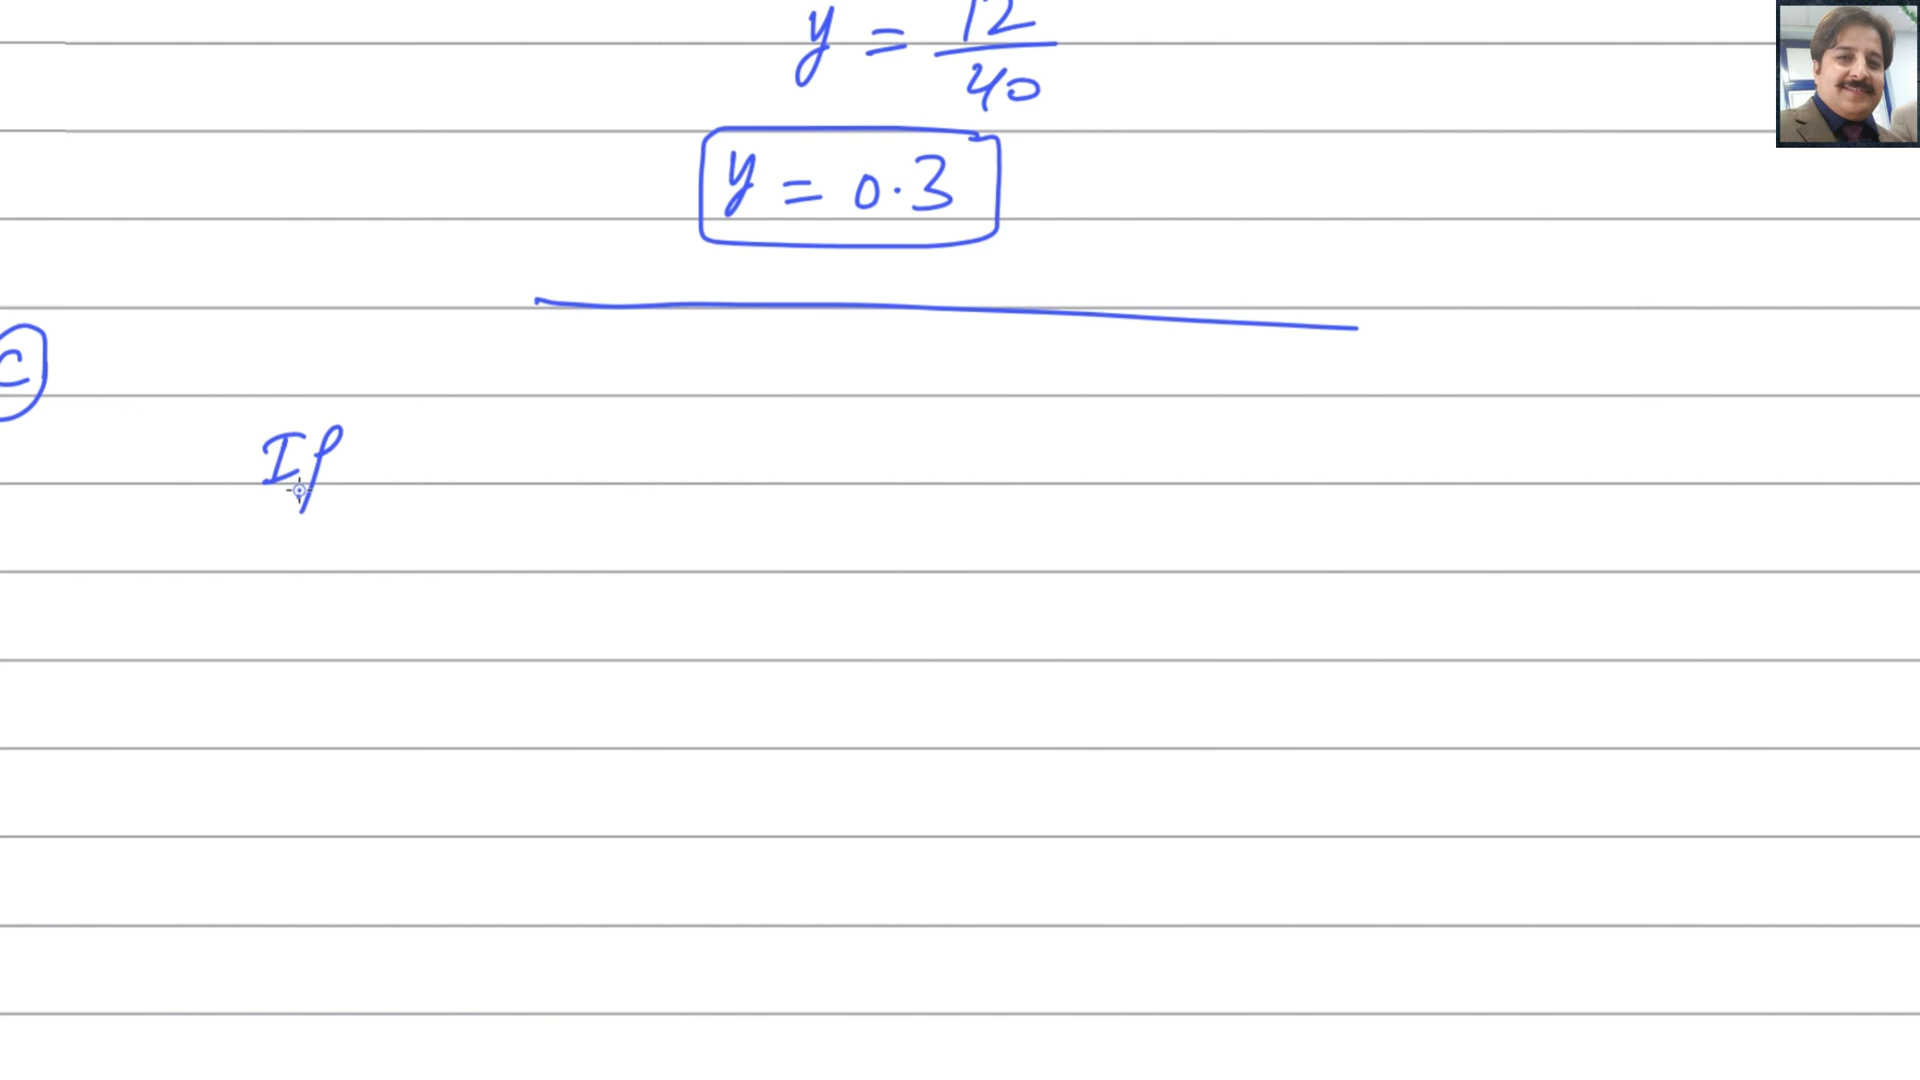 y = 12/40
y = 0.3
C
If